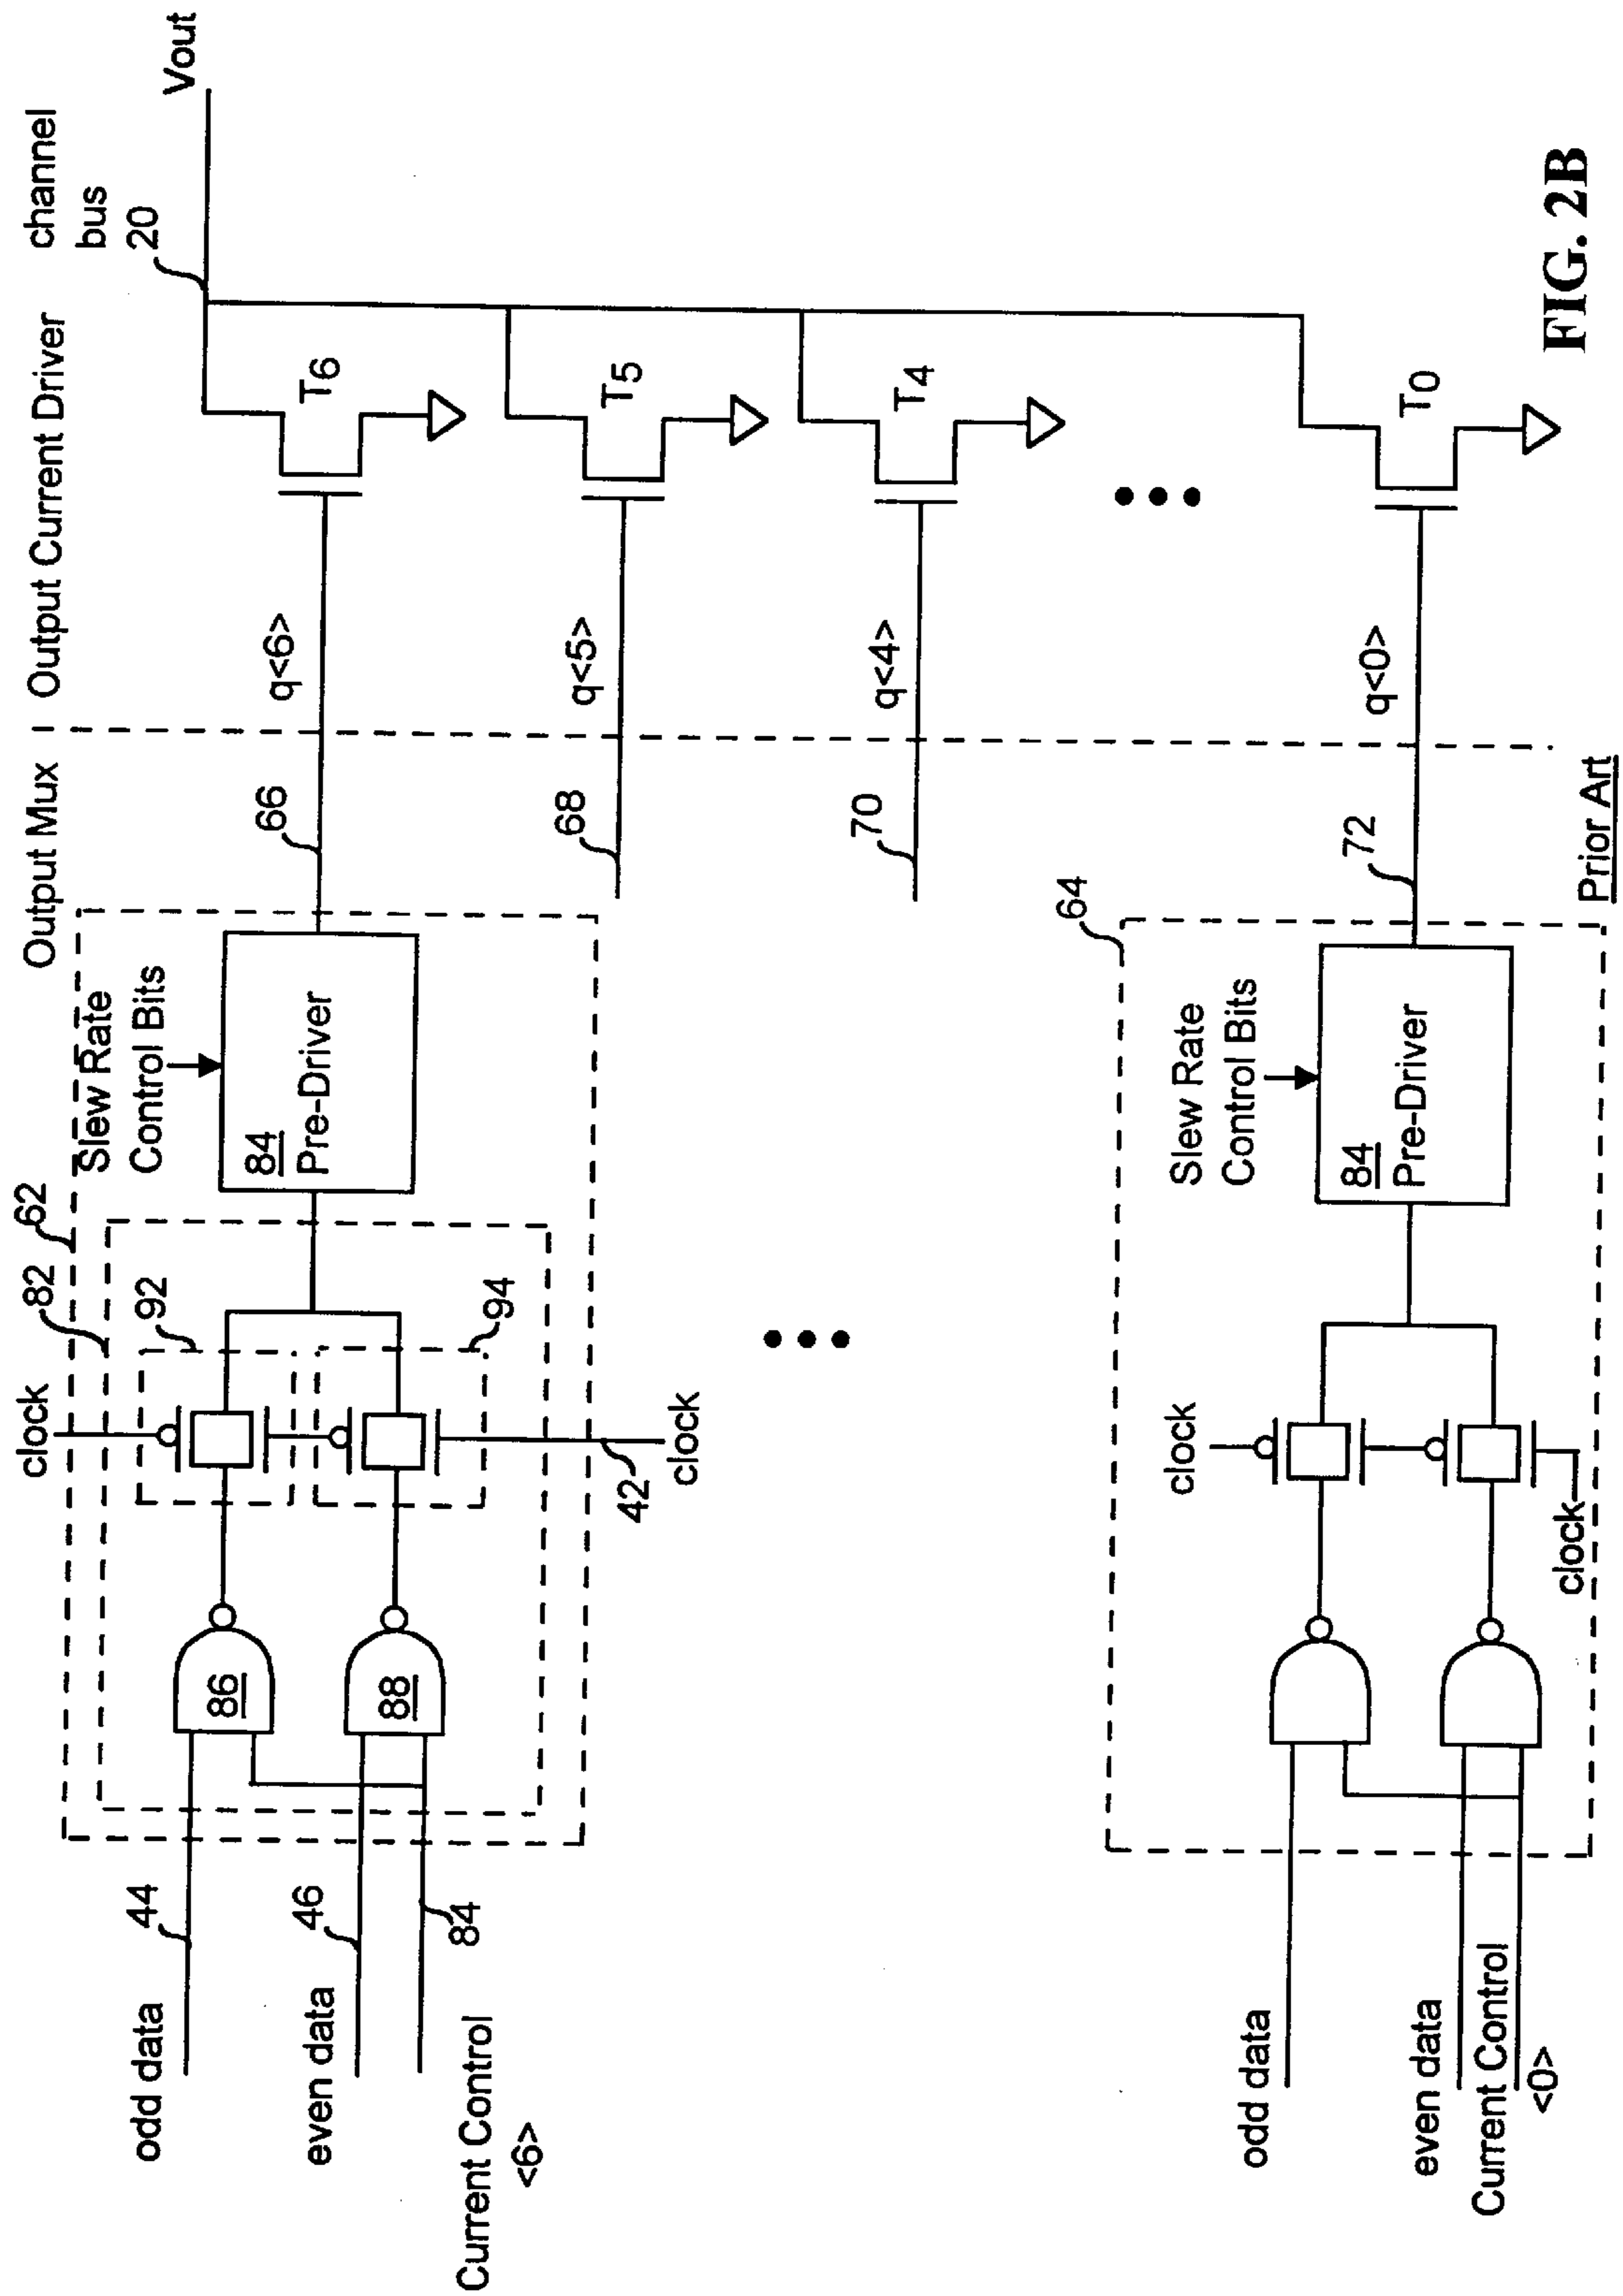 Output Mux
Output Current Driver
channel
bus
20
Vout
62
82
92
94
clock
Slew Rate
Control Bits
84
Pre-Driver
66
q<6>
T6
44
odd data
86
46
even data
88
84
Current Control
<6>
42
clock
68
q<5>
T5
70
q<4>
T4
64
clock
Slew Rate
Control Bits
84
Pre-Driver
72
q<0>
T0
odd data
even data
Current Control
<0>
clock
Prior Art
FIG. 2B